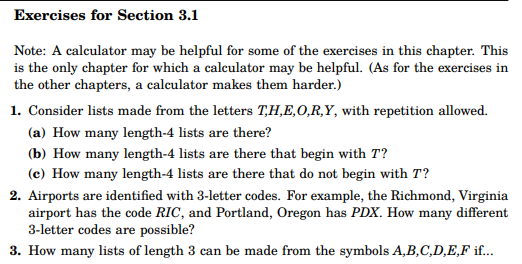 Exercises for Section 3.1
Note: A calculator may be helpful for some of the exercises in this chapter. This
is the only chapter for which a calculator may be helpful. (As for the exercises in
the other chapters, a calculator makes them harder.)
1. Consider lists made from the letters T,H,E,O,R,Y, with repetition allowed.
(a) How many length-4 lists are there?
(b) How many length-4 lists are there that begin with T?
(c) How many length-4 lists are there that do not begin with T?
2. Airports are identified with 3-letter codes. For example, the Richmond, Virginia
airport has the code RIC, and Portland, Oregon has PDX. How many different
3-letter codes are possible?
3. How many lists of length 3 can be made from the symbols A,B,C,D,E,F if...